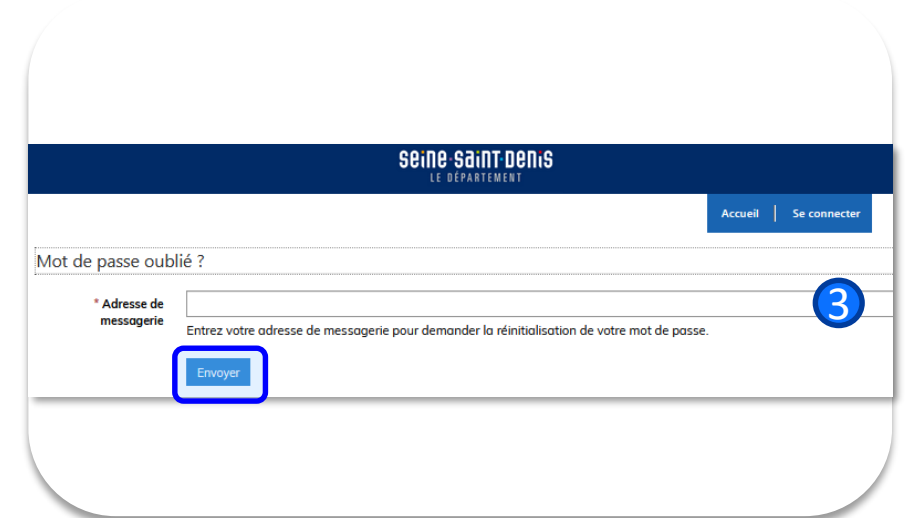 seine·saint·denis
LE DÉPARTEMENT
Accueil | Se connecter
Mot de passe oublié ?
* Adresse de
messagerie
3
Entrez votre adresse de messagerie pour demander la réinitialisation de votre mot de passe.
Envoyer